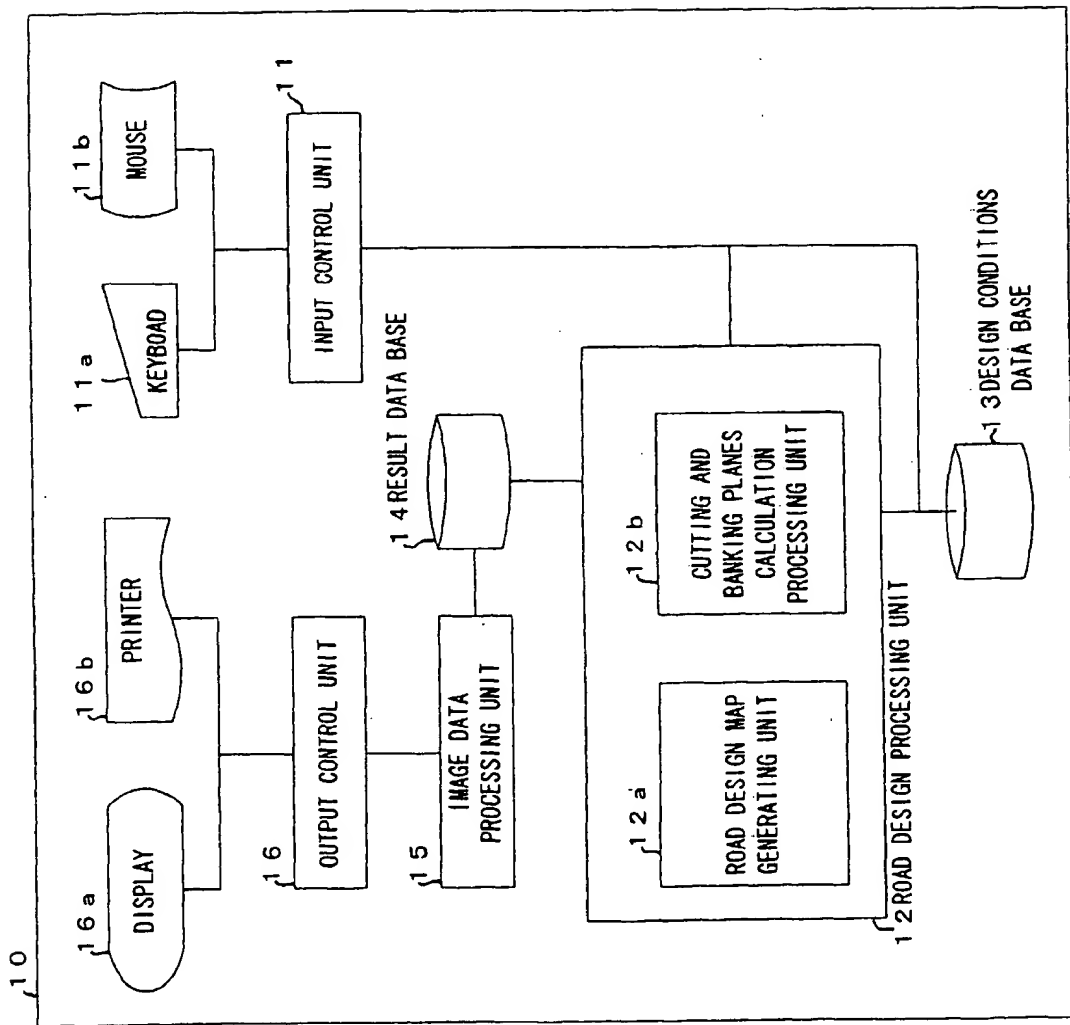 10
16a
DISPLAY
16b
PRINTER
11a
KEYBOAD
11b
MOUSE
16
OUTPUT CONTROL UNIT
11
INPUT CONTROL UNIT
15
IMAGE DATA
PROCESSING UNIT
14 RESULT DATA BASE
12a
ROAD DESIGN MAP
GENERATING UNIT
12b
CUTTING AND
BANKING PLANES
CALCULATION
PROCESSING UNIT
12 ROAD DESIGN PROCESSING UNIT
13 DESIGN CONDITIONS
DATA BASE